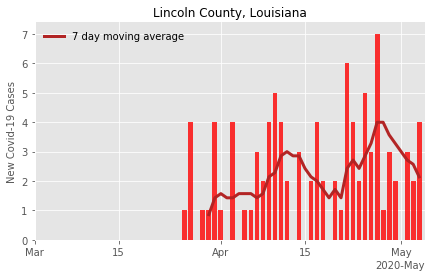 Lincoln County, Louisiana
7 day moving average
New Covid-19 Cases
7
6
5
4
3
2
1
0
Mar 15 Apr 15 May
2020-May